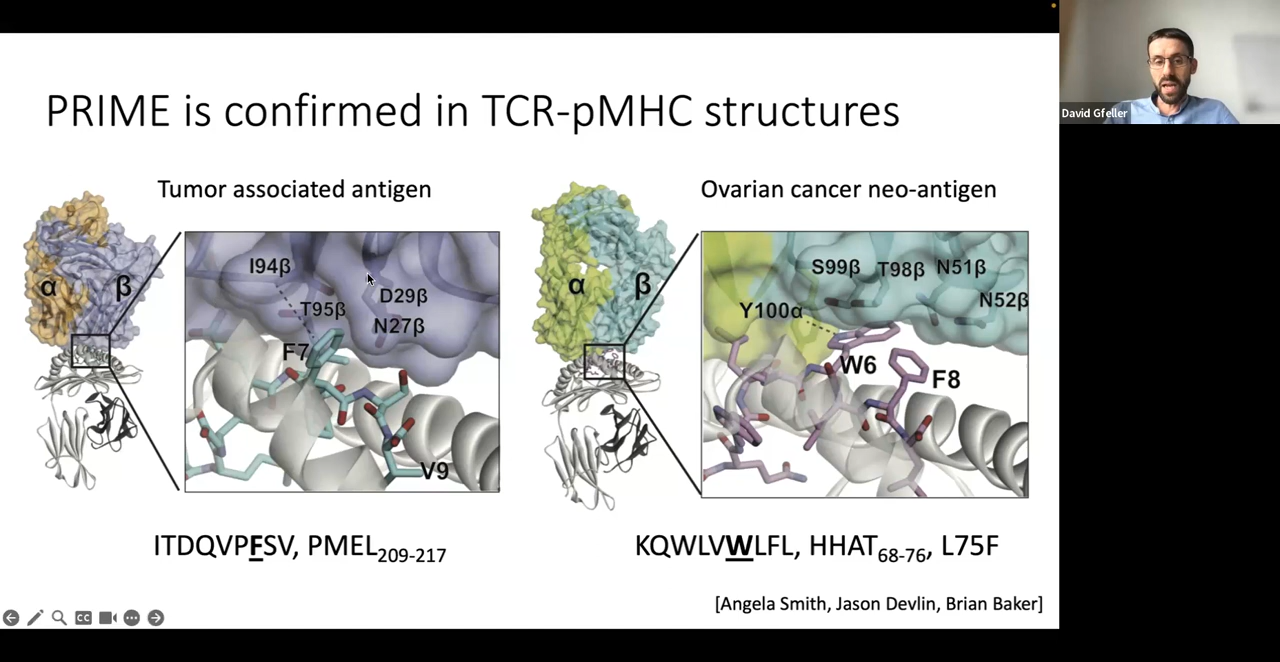 David Gfeller
PRIME is confirmed in TCR-pMHC structures
Tumor associated antigen
α
β
I94β
T95β
D29β
N27β
F7
V9
ITDQVPFSV, PMEL209-217
Ovarian cancer neo-antigen
α
β
S99β
T98β
N51β
N52β
Y100α
W6
F8
KQWLVWLFL, HHAT68-76, L75F
[Angela Smith, Jason Devlin, Brian Baker]
CC